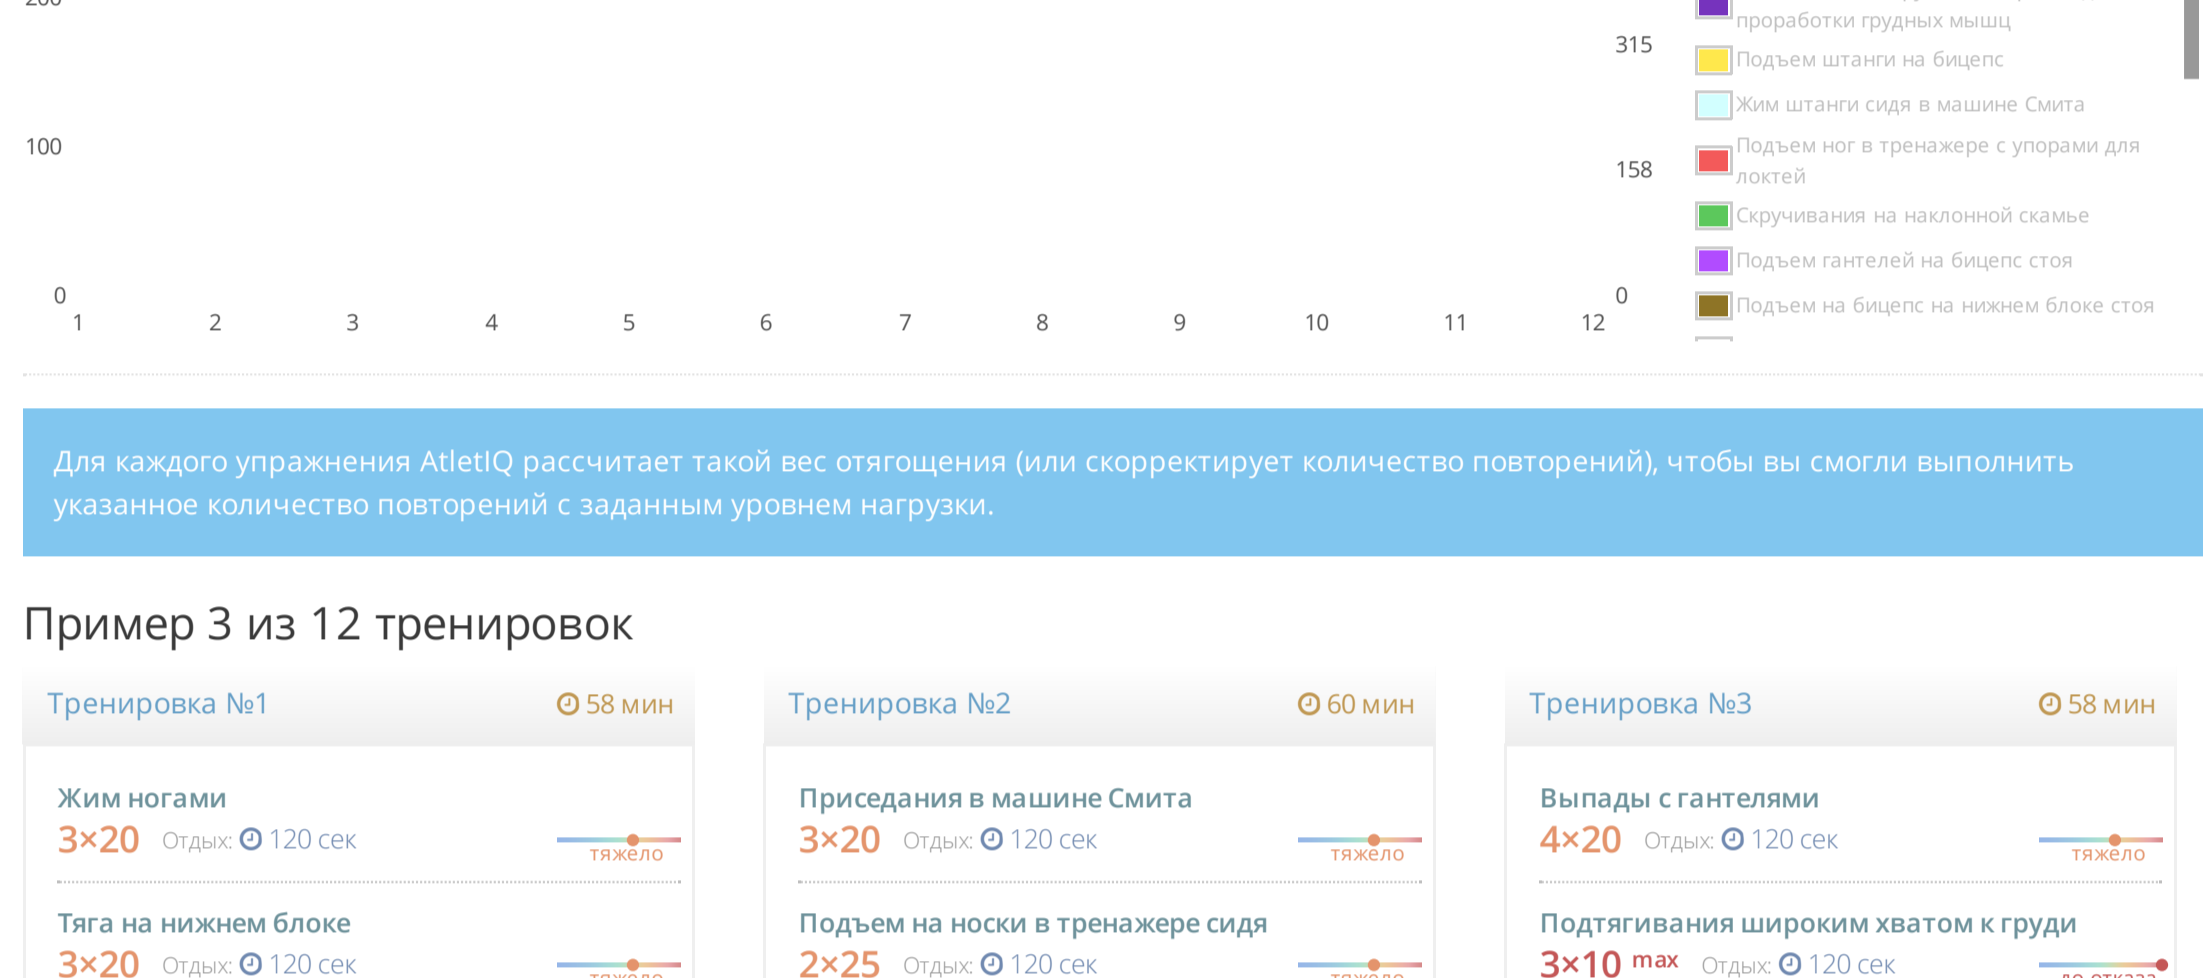 315
проработки грудных мышц
Подъем штанги на бицепс
Жим штанги сидя в машине Смита
100
Подъем ног в тренажере с упорами для
локтей
158
Скручивания на наклонной скамье
Подъем гантелей на бицепс стоя
0
0
Подъем на бицепс на нижнем блоке стоя
1 2 3 4 5 6 7 8 9 10 11 12
Для каждого упражнения AtletIQ рассчитает такой вес отягощения (или скорректирует количество повторений), чтобы вы смогли выполнить
указанное количество повторений с заданным уровнем нагрузки.
Пример 3 из 12 тренировок
Тренировка №1 58 мин
Жим ногами
3×20 Отдых: 120 сек
тяжело
Тяга на нижнем блоке
3×20 Отдых: 120 сек
тяжело
Тренировка №2 60 мин
Приседания в машине Смита
3×20 Отдых: 120 сек
тяжело
Подъем на носки в тренажере сидя
2×25 Отдых: 120 сек
тяжело
Тренировка №3 58 мин
Выпады с гантелями
4×20 Отдых: 120 сек
тяжело
Подтягивания широким хватом к груди
3×10 max Отдых: 120 сек
до отказа